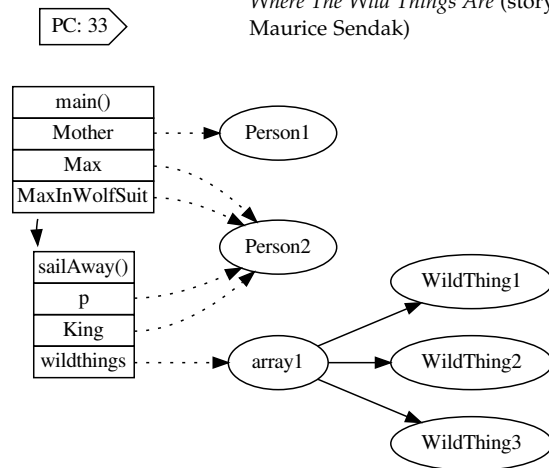 Where The Wild Things Are (story
Maurice Sendak)
PC: 33
main()
Mother
Max
MaxInWolfSuit
Person1
Person2
sailAway()
p
King
wildthings
array1
WildThing1
WildThing2
WildThing3